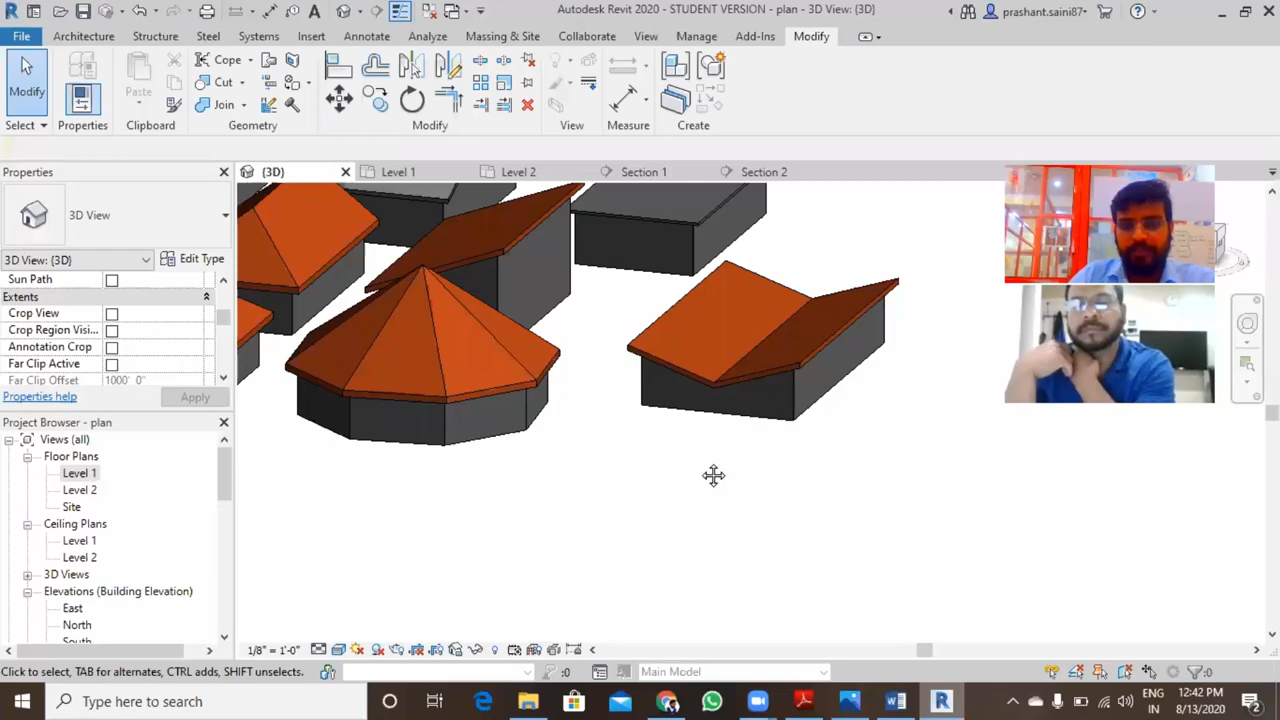 Autodesk Revit 2020 - STUDENT VERSION - plan - 3D View: {3D}
prashant.saini87
File
Architecture
Structure
Steel
Systems
Insert
Annotate
Analyze
Massing & Site
Collaborate
View
Manage
Add-Ins
Modify
Modify
Properties
Paste
Cope
Cut
Join
Select
Properties
Clipboard
Geometry
Modify
View
Measure
Create
Properties
{3D}
Level 1
Level 2
Section 1
Section 2
3D View
3D View: {3D}
Edit Type
Sun Path
Extents
Crop View
Crop Region Visi...
Annotation Crop
Far Clip Active
Far Clip Offset
1000' 0"
Properties help
Apply
Project Browser - plan
Views (all)
Floor Plans
Level 1
Level 2
Site
Ceiling Plans
Level 1
Level 2
3D Views
Elevations (Building Elevation)
East
North
South
1/8" = 1'-0"
Click to select, TAB for alternates, CTRL adds, SHIFT unselects.
:0
Main Model
:0
Type here to search
ENG
IN
12:42 PM
8/13/2020
2